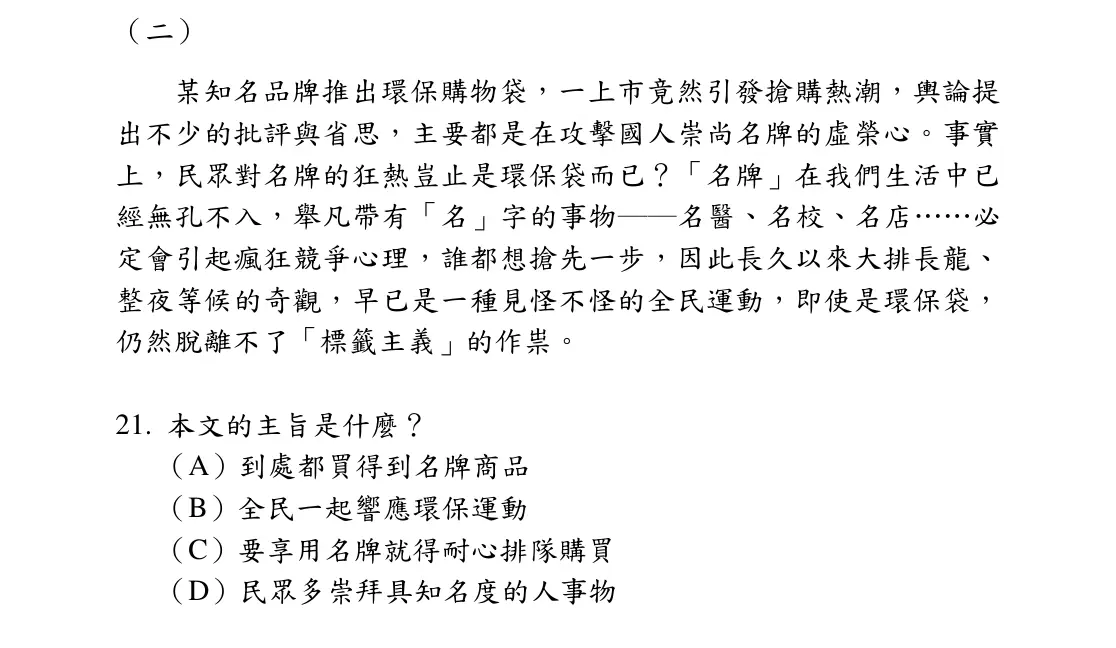 （二）
某知名品牌推出環保購物袋，一上市竟然引發搶購熱潮，輿論提
出不少的批評與省思，主要都是在攻擊國人崇尚名牌的虛榮心。事實
上，民眾對名牌的狂熱豈止是環保袋而已？「名牌」在我們生活中已
經無孔不入，舉凡帶有「名」字的事物——名醫、名校、名店……必
定會引起瘋狂競爭心理，誰都想搶先一步，因此長久以來大排長龍、
整夜等候的奇觀，早已是一種見怪不怪的全民運動，即使是環保袋，
仍然脫離不了「標籤主義」的作祟。
21. 本文的主旨是什麼？
（A）到處都買得到名牌商品
（B）全民一起響應環保運動
（C）要享用名牌就得耐心排隊購買
（D）民眾多崇拜具知名度的人事物